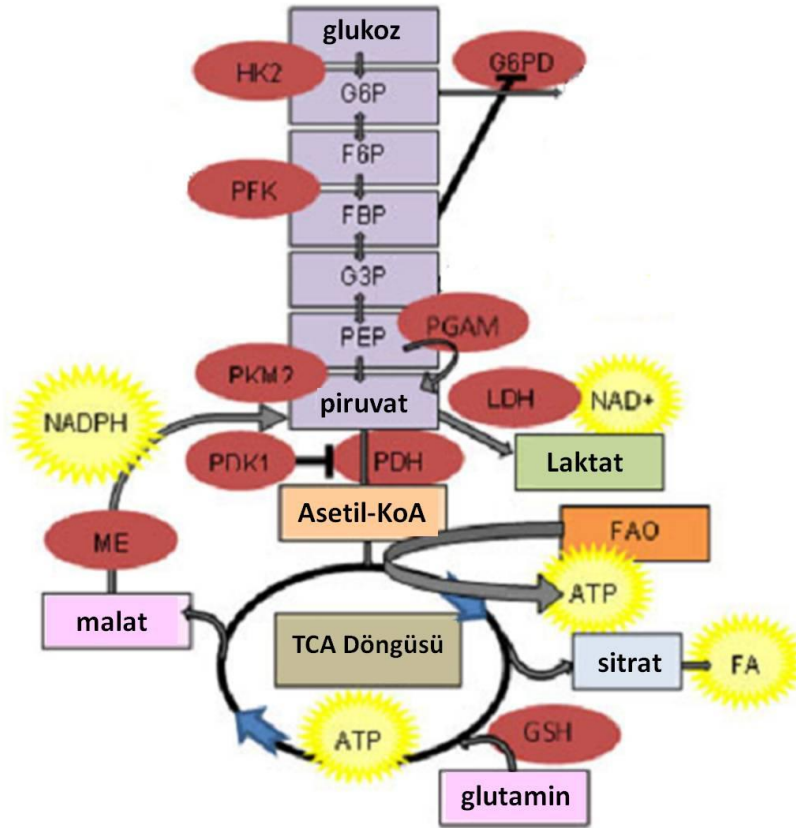 glukoz
HK2
G6PD
G6P
F6P
PFK
FBP
G3P
PEP
PGAM
PKM2
piruvat
LDH
NAD+
NADPH
PDK1
PDH
Laktat
Asetil-KoA
FAO
ME
ATP
malat
TCA Döngüsü
sitrat
FA
ATP
GSH
glutamin